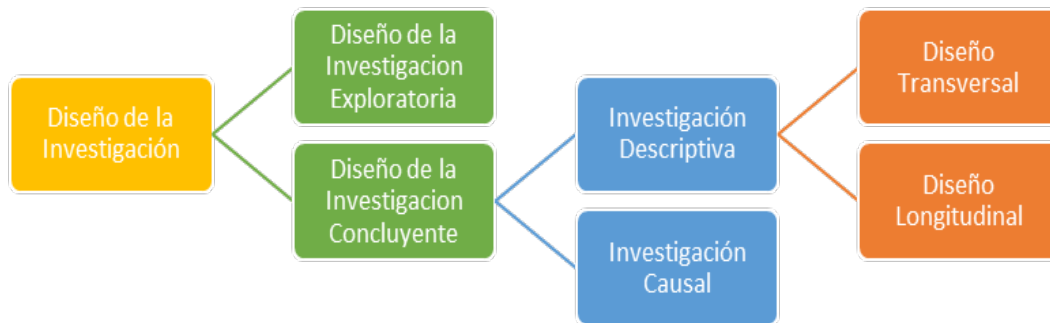 Diseño de la
Investigación
Diseño de la
Investigacion
Exploratoria
Diseño de la
Investigacion
Concluyente
Investigación
Descriptiva
Investigación
Causal
Diseño
Transversal
Diseño
Longitudinal